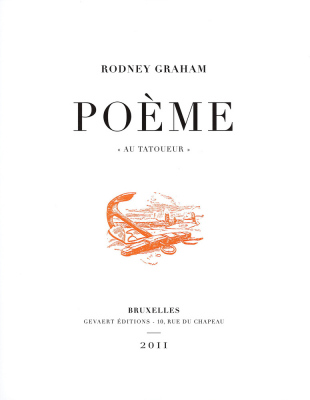 RODNEY GRAHAM
POÈME
« AU TATOUEUR »
BRUXELLES
GEVAERT ÉDITIONS - 10, RUE DU CHAPEAU
2011